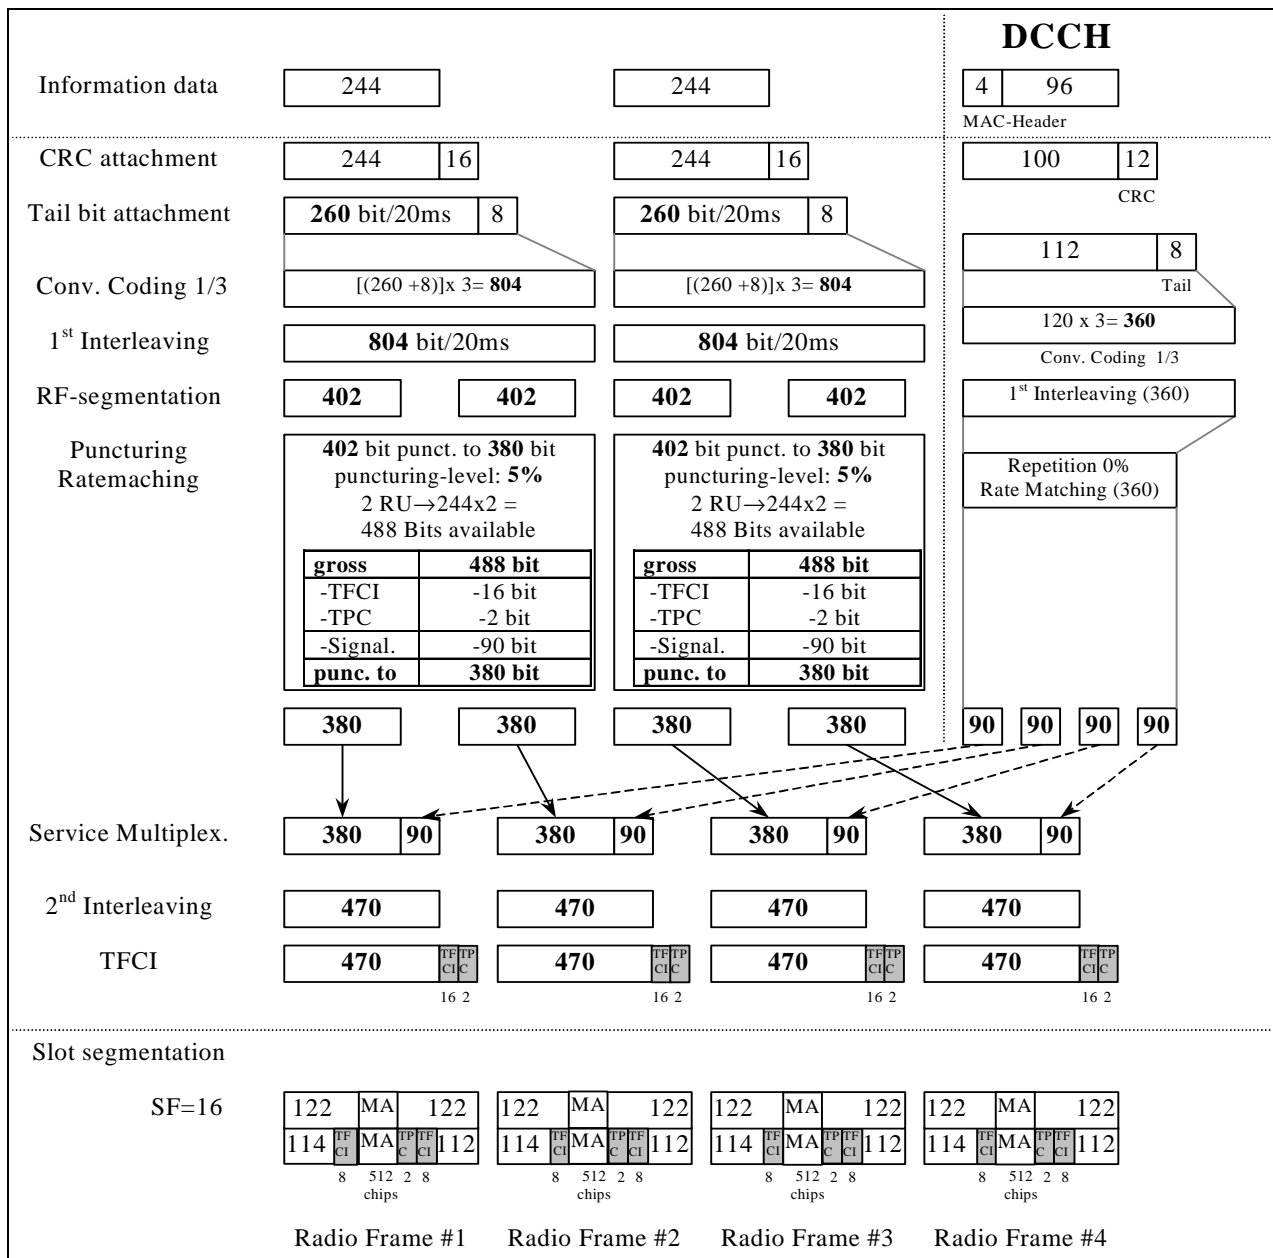 DCCH
Information data 244 244 4 96
MAC-Header
CRC attachment 244 16 244 16 100 12
CRC
Tail bit attachment 260 bit/20ms 8 260 bit/20ms 8
112 8
Tail
Conv. Coding 1/3 [(260 +8)]x 3= 804 [(260 +8)]x 3= 804
120 x 3= 360
Conv. Coding 1/3
1st Interleaving 804 bit/20ms 804 bit/20ms
RF-segmentation 402 402 402 402 1st Interleaving (360)
Puncturing
Ratemaching
402 bit punct. to 380 bit
puncturing-level: 5%
2 RU→244x2 =
488 Bits available
gross 488 bit
-TFCI -16 bit
-TPC -2 bit
-Signal. -90 bit
punc. to 380 bit
402 bit punct. to 380 bit
puncturing-level: 5%
2 RU→244x2 =
488 Bits available
gross 488 bit
-TFCI -16 bit
-TPC -2 bit
-Signal. -90 bit
punc. to 380 bit
Repetition 0%
Rate Matching (360)
380 380 380 380 90 90 90 90
Service Multiplex. 380 90 380 90 380 90 380 90
2nd Interleaving 470 470 470 470
TFCI 470 TF CI TP C 470 TF CI TP C 470 TF CI TP C 470 TF CI TP C
16 2 16 2 16 2 16 2
Slot segmentation
SF=16 122 MA 122 122 MA 122 122 MA 122 122 MA 122
114 TF CI MA TP C TF CI 112 114 TF CI MA TP C TF CI 112 114 TF CI MA TP C TF CI 112 114 TF CI MA TP C TF CI 112
8 512 2 8 8 512 2 8 8 512 2 8 8 512 2 8
chips chips chips chips
Radio Frame #1 Radio Frame #2 Radio Frame #3 Radio Frame #4